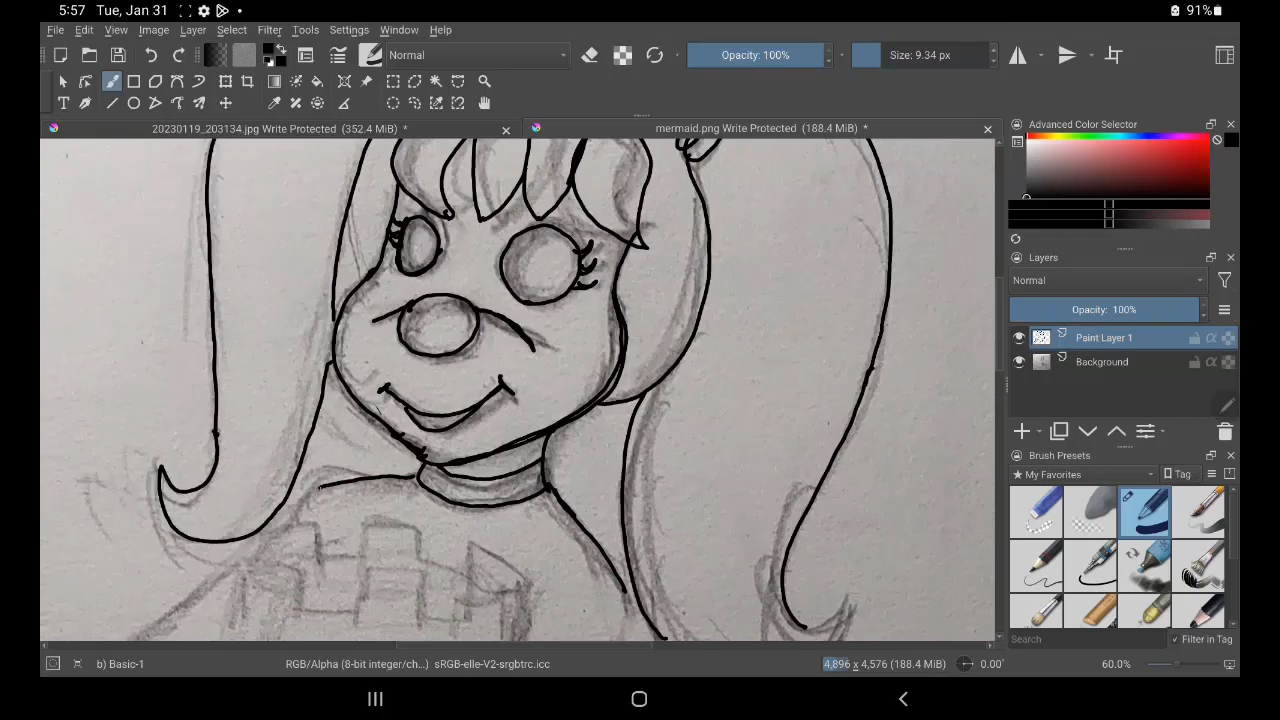 5:57 Tue, Jan 31
91%
File Edit View Image Layer Select Filter Tools Settings Window Help
Normal
Opacity: 100%
Size: 9.34 px
20230119_203134.jpg Write Protected (352.4 MiB) *
mermaid.png Write Protected (188.4 MiB) *
Advanced Color Selector
Layers
Normal
Opacity: 100%
Paint Layer 1
Background
Brush Presets
★ My Favorites
Tag
Search
Filter in Tag
b) Basic-1
RGB/Alpha (8-bit integer/ch...) sRGB-elle-V2-srgbtrc.icc
4,896 x 4,576 (188.4 MiB)
0.00°
60.0%